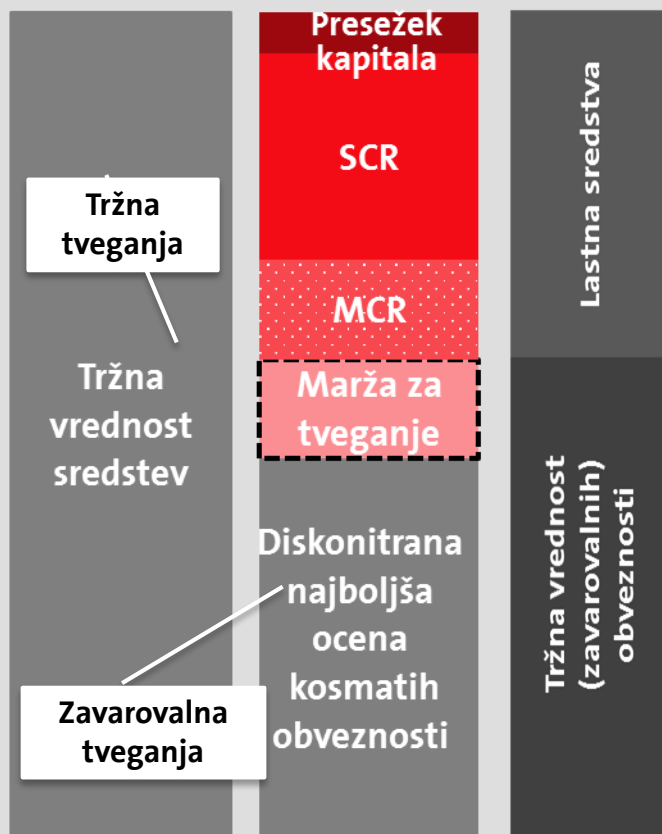 Tržna
tveganja
Tržna
vrednost
sredstev
Presežek
kapitala
SCR
MCR
Marža za
tveganje
Diskonitrana
najboljša
ocena
kosmatih
obveznosti
Zavarovalna
tveganja
Lastna sredstva
Tržna vrednost
(zavarovalnih)
obveznosti